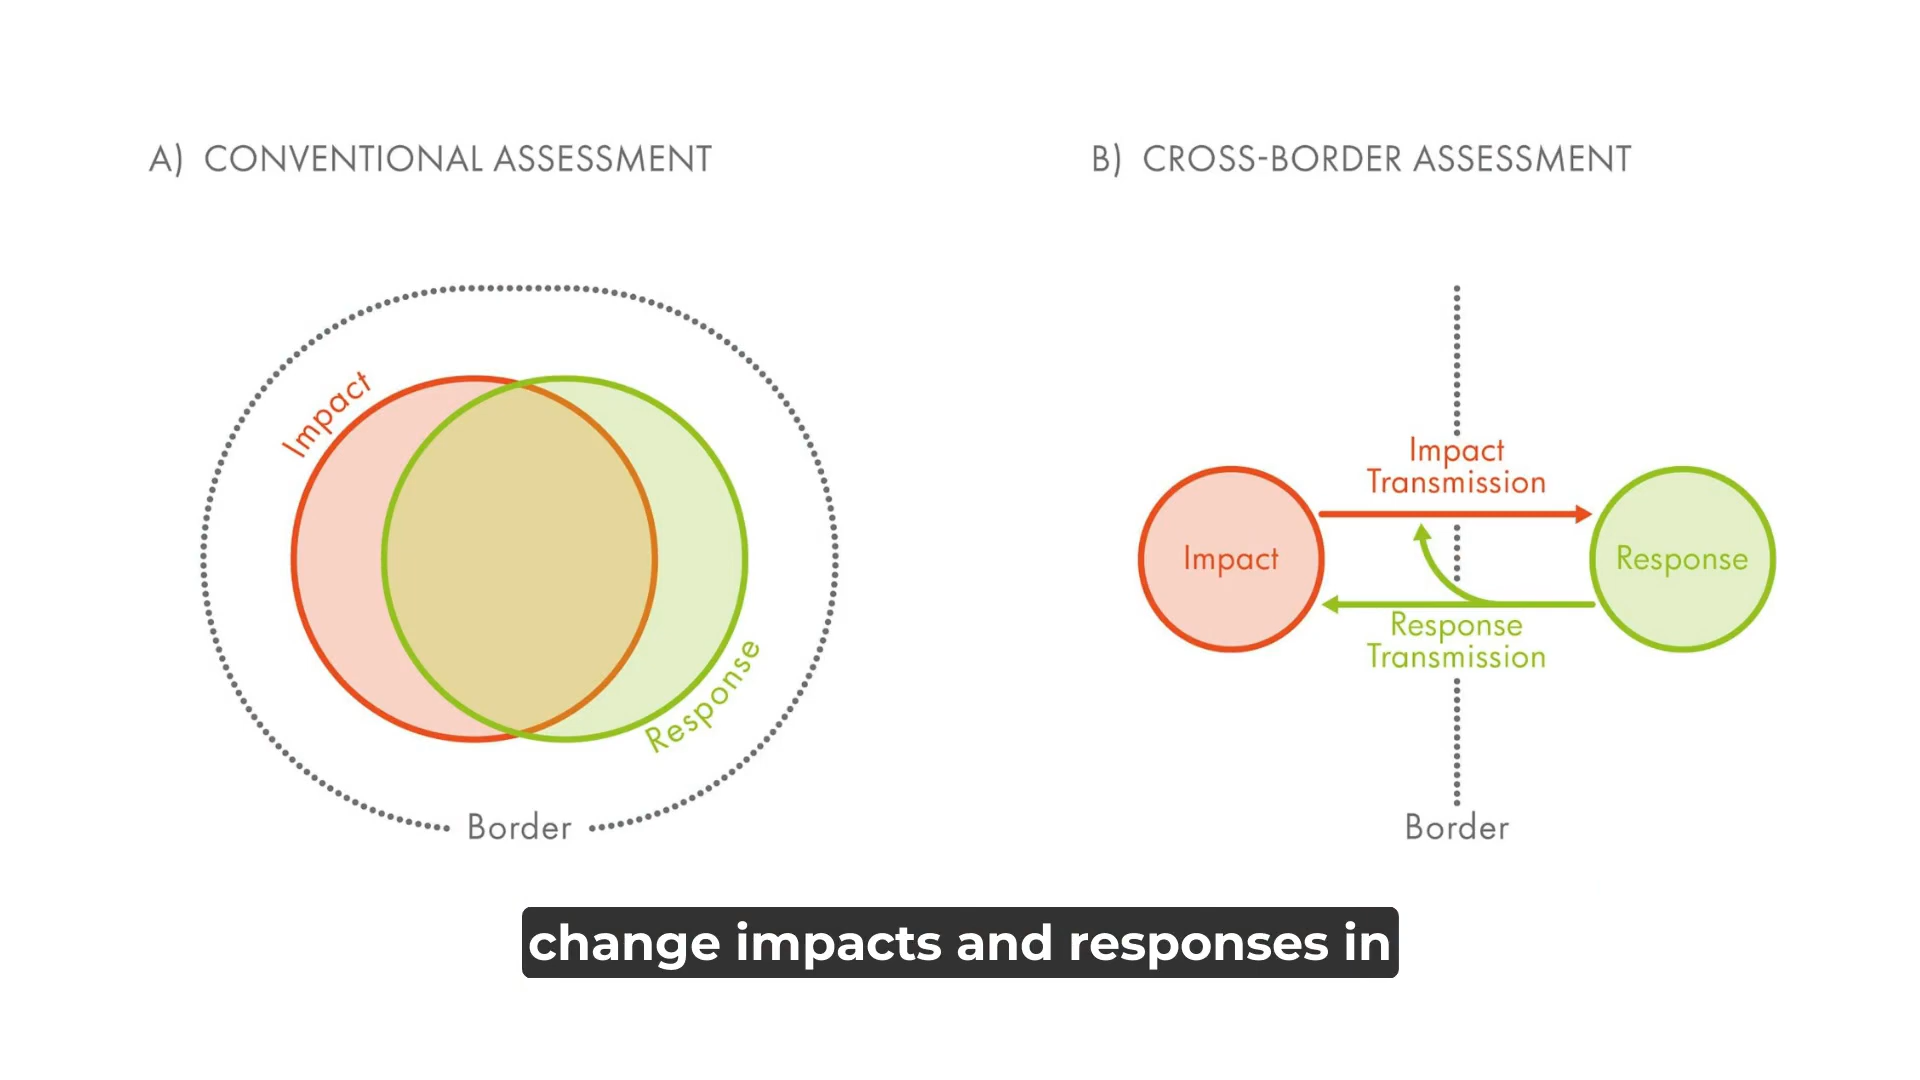 A) CONVENTIONAL ASSESSMENT
Impact
Response
Border
B) CROSS-BORDER ASSESSMENT
Impact
Transmission
Impact
Response
Response
Transmission
Border
change impacts and responses in